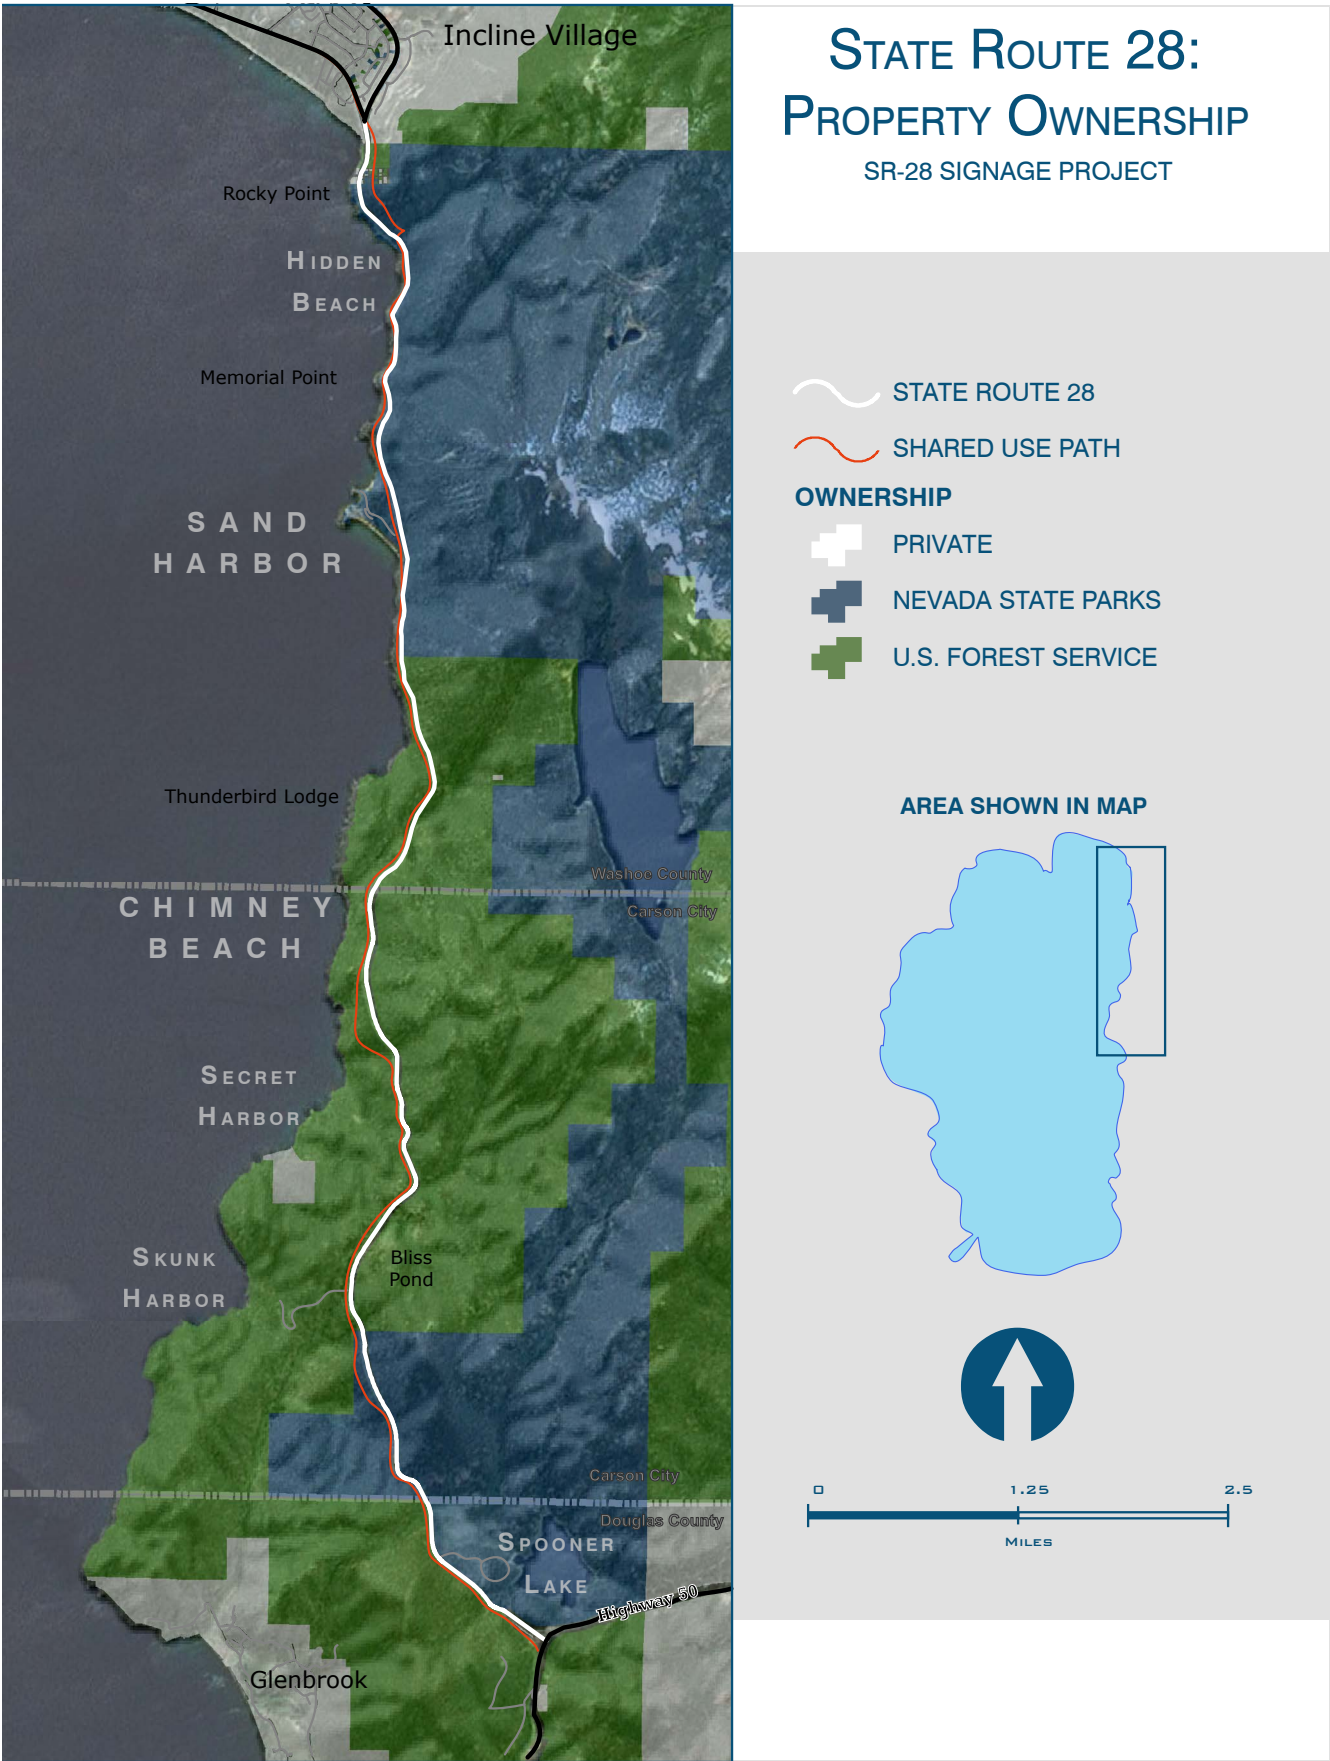 STATE ROUTE 28:
PROPERTY OWNERSHIP
SR-28 SIGNAGE PROJECT
Incline Village
Rocky Point
HIDDEN
BEACH
Memorial Point
SAND
HARBOR
Thunderbird Lodge
Washoe County
Carson City
CHIMNEY
BEACH
SECRET
HARBOR
SKUNK
HARBOR
Bliss
Pond
Carson City
Douglas County
SPOONER
LAKE
Highway 50
Glenbrook
STATE ROUTE 28
SHARED USE PATH
OWNERSHIP
PRIVATE
NEVADA STATE PARKS
U.S. FOREST SERVICE
AREA SHOWN IN MAP
0 1.25 2.5
MILES